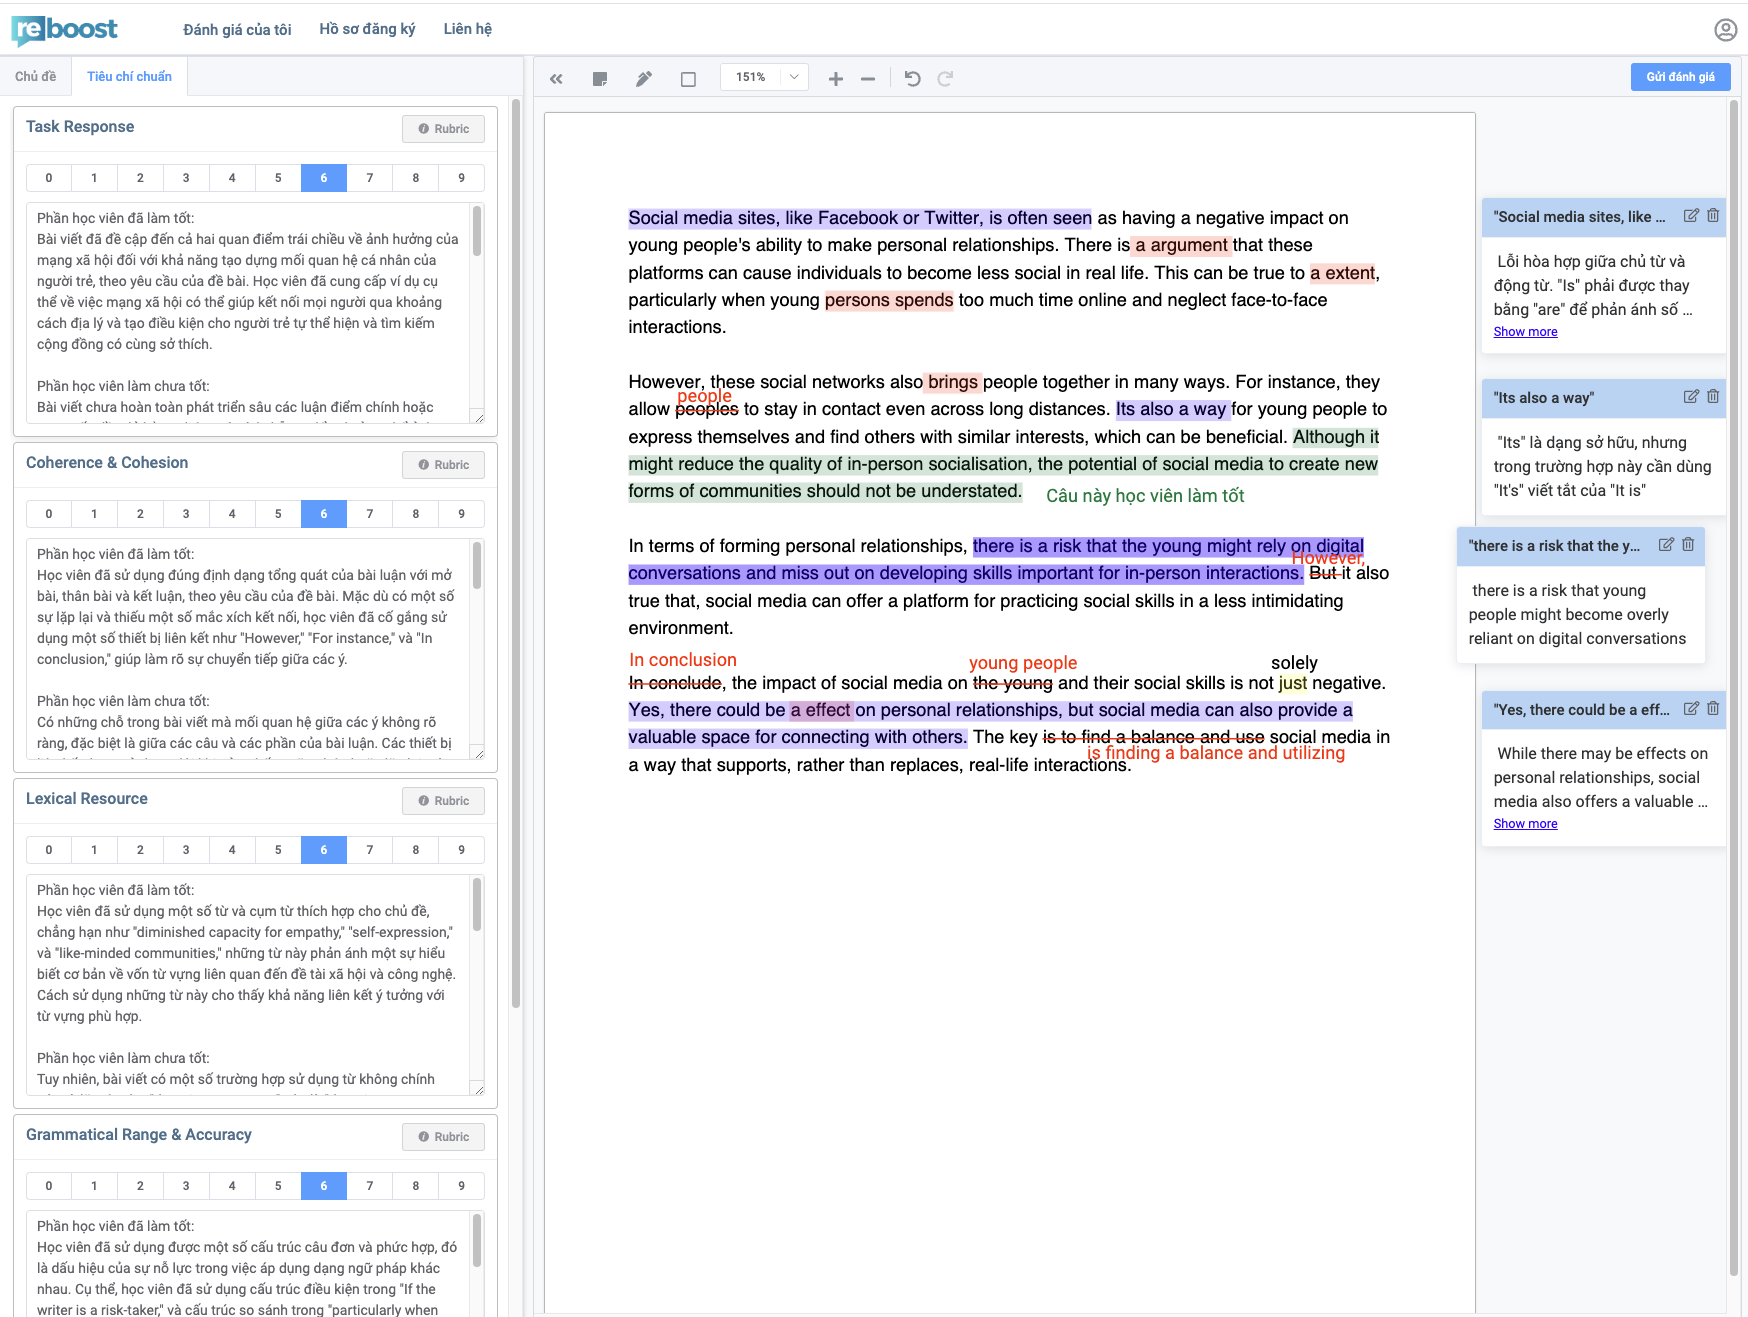 reboost
Đánh giá của tôi
Hồ sơ đăng ký
Liên hệ
Chủ đề
Tiêu chí chuẩn
Task Response
Rubric
0 1 2 3 4 5 6 7 8 9
Phần học viên đã làm tốt:
Bài viết đã đề cập đến cả hai quan điểm trái chiều về ảnh hưởng của
mạng xã hội đối với khả năng tạo dựng mối quan hệ cá nhân của
người trẻ, theo yêu cầu của đề bài. Học viên đã cung cấp ví dụ cụ
thể về việc mạng xã hội có thể giúp kết nối mọi người qua khoảng
cách địa lý và tạo điều kiện cho người trẻ tự thể hiện và tìm kiếm
cộng đồng có cùng sở thích.
Phần học viên làm chưa tốt:
Bài viết chưa hoàn toàn phát triển sâu các luận điểm chính hoặc
Coherence & Cohesion
Rubric
0 1 2 3 4 5 6 7 8 9
Phần học viên đã làm tốt:
Học viên đã sử dụng đúng định dạng tổng quát của bài luận với mở
bài, thân bài và kết luận, theo yêu cầu của đề bài. Mặc dù có một số
sự lặp lại và thiếu một số mắc xích kết nối, học viên đã cố gắng sử
dụng một số thiết bị liên kết như "However," "For instance," và "In
conclusion," giúp làm rõ sự chuyển tiếp giữa các ý.
Phần học viên làm chưa tốt:
Có những chỗ trong bài viết mà mối quan hệ giữa các ý không rõ
ràng, đặc biệt là giữa các câu và các phần của bài luận. Các thiết bị
Lexical Resource
Rubric
0 1 2 3 4 5 6 7 8 9
Phần học viên đã làm tốt:
Học viên đã sử dụng một số từ và cụm từ thích hợp cho chủ đề,
chẳng hạn như "diminished capacity for empathy," "self-expression,"
và "like-minded communities," những từ này phản ánh một sự hiểu
biết cơ bản về vốn từ vựng liên quan đến đề tài xã hội và công nghệ.
Cách sử dụng những từ này cho thấy khả năng liên kết ý tưởng với
từ vựng phù hợp.
Phần học viên làm chưa tốt:
Tuy nhiên, bài viết có một số trường hợp sử dụng từ không chính
Grammatical Range & Accuracy
Rubric
0 1 2 3 4 5 6 7 8 9
Phần học viên đã làm tốt:
Học viên đã sử dụng được một số cấu trúc câu đơn và phức hợp, đó
là dấu hiệu của sự nỗ lực trong việc áp dụng dạng ngữ pháp khác
nhau. Cụ thể, học viên đã sử dụng cấu trúc điều kiện trong "If the
writer is a risk-taker," và cấu trúc so sánh trong "particularly when
151%
Gửi đánh giá
Social media sites, like Facebook or Twitter, is often seen as having a negative impact on
young people's ability to make personal relationships. There is a argument that these
platforms can cause individuals to become less social in real life. This can be true to a extent,
particularly when young persons spends too much time online and neglect face-to-face
interactions.
However, these social networks also brings people together in many ways. For instance, they
people
allow peoples to stay in contact even across long distances. Its also a way for young people to
express themselves and find others with similar interests, which can be beneficial. Although it
might reduce the quality of in-person socialisation, the potential of social media to create new
forms of communities should not be understated.
Câu này học viên làm tốt
In terms of forming personal relationships, there is a risk that the young might rely on digital
However,
conversations and miss out on developing skills important for in-person interactions. But it also
true that, social media can offer a platform for practicing social skills in a less intimidating
environment.
In conclusion
young people
solely
In conclude, the impact of social media on the young and their social skills is not just negative.
Yes, there could be a effect on personal relationships, but social media can also provide a
valuable space for connecting with others. The key is to find a balance and use social media in
is finding a balance and utilizing
a way that supports, rather than replaces, real-life interactions.
"Social media sites, like ...
Lỗi hòa hợp giữa chủ từ và
động từ. "Is" phải được thay
bằng "are" để phản ánh số ...
Show more
"Its also a way"
"Its" là dạng sở hữu, nhưng
trong trường hợp này cần dùng
"It's" viết tắt của "It is"
"there is a risk that the y...
there is a risk that young
people might become overly
reliant on digital conversations
"Yes, there could be a eff...
While there may be effects on
personal relationships, social
media also offers a valuable ...
Show more